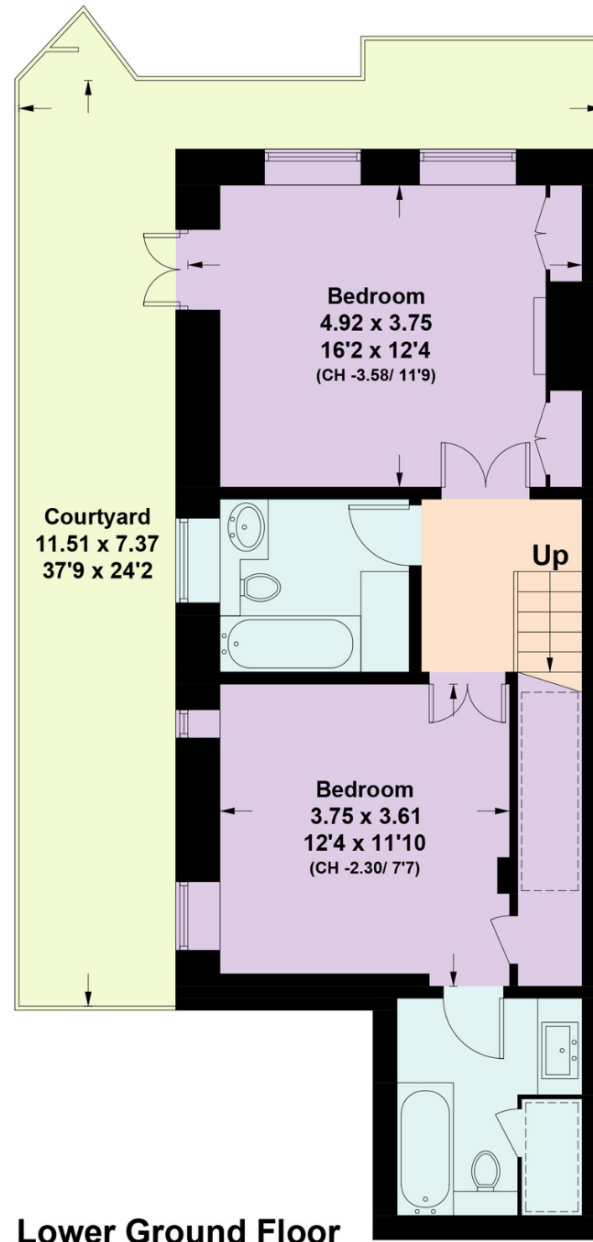 Bedroom
4.92 x 3.75
16'2 x 12'4
(CH -3.58/ 11'9)
Courtyard
11.51 x 7.37
37'9 x 24'2
Up
Bedroom
3.75 x 3.61
12'4 x 11'10
(CH -2.30/ 7'7)
Lower Ground Floor